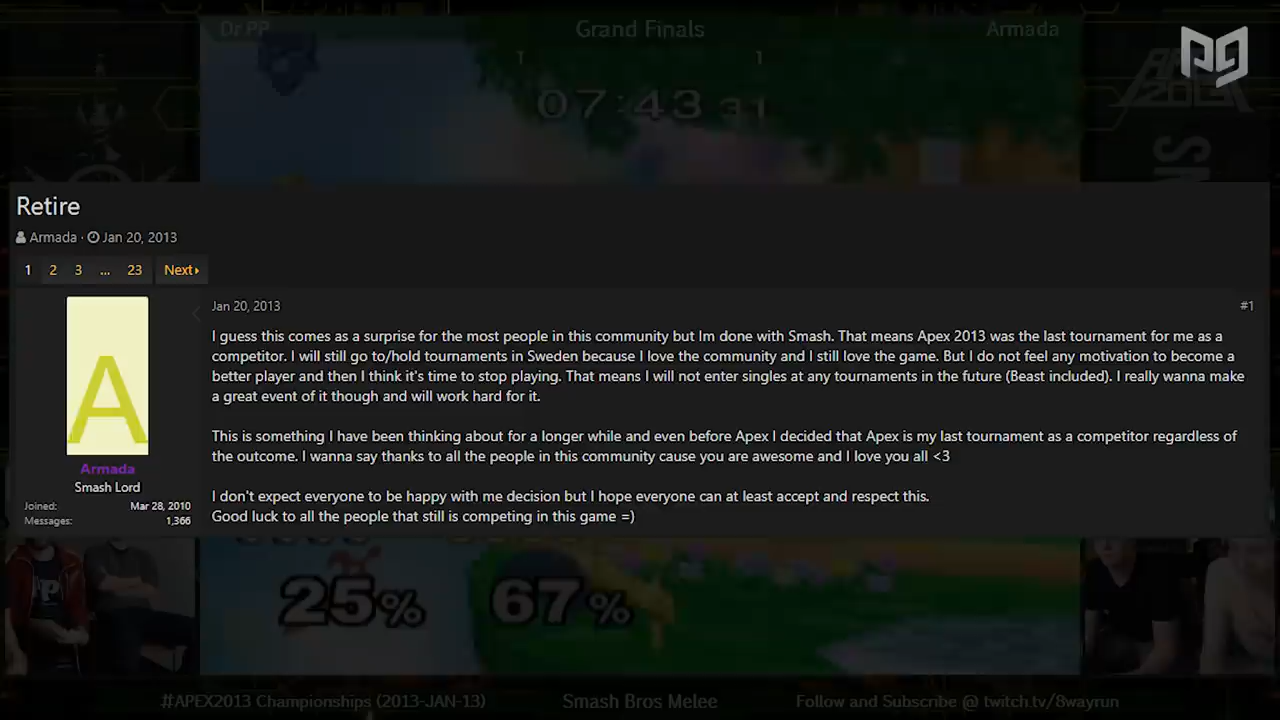 Dr PP
Grand Finals
Armada
1
1
07:43 31
Retire
Armada · Jan 20, 2013
1 2 3 ... 23 Next
Jan 20, 2013
#1
I guess this comes as a surprise for the most people in this community but Im done with Smash. That means Apex 2013 was the last tournament for me as a
competitor. I will still go to/hold tournaments in Sweden because I love the community and I still love the game. But I do not feel any motivation to become a
better player and then I think it's time to stop playing. That means I will not enter singles at any tournaments in the future (Beast included). I really wanna make
a great event of it though and will work hard for it.
This is something I have been thinking about for a longer while and even before Apex I decided that Apex is my last tournament as a competitor regardless of
the outcome. I wanna say thanks to all the people in this community cause you are awesome and I love you all <3
I don't expect everyone to be happy with me decision but I hope everyone can at least accept and respect this.
Good luck to all the people that still is competing in this game =)
A
Armada
Smash Lord
Joined: Mar 28, 2010
Messages: 1,366
25%
67%
#APEX2013 Championships (2013-JAN-13)
Smash Bros Melee
Follow and Subscribe @ twitch.tv/8wayrun